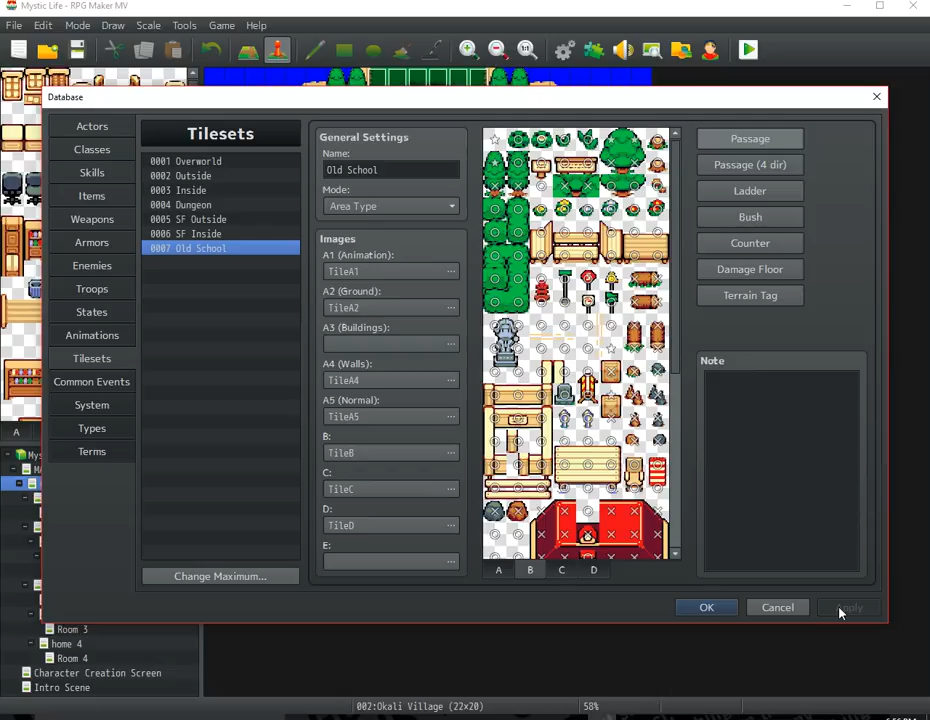 Mystic Life - RPG Maker MV
File Edit Mode Draw Scale Tools Game Help
Database
Actors
Classes
Skills
Items
Weapons
Armors
Enemies
Troops
States
Animations
Tilesets
Common Events
System
Types
Terms
Tilesets
0001 Overworld
0002 Outside
0003 Inside
0004 Dungeon
0005 SF Outside
0006 SF Inside
0007 Old School
Change Maximum...
General Settings
Name:
Old School
Mode:
Area Type
Images
A1 (Animation):
TileA1 ...
A2 (Ground):
TileA2 ...
A3 (Buildings):
...
A4 (Walls):
TileA4 ...
A5 (Normal):
TileA5 ...
B:
TileB ...
C:
TileC ...
D:
TileD ...
E:
...
A B C D
Passage
Passage (4 dir)
Ladder
Bush
Counter
Damage Floor
Terrain Tag
Note
OK Cancel Apply
A
Mys
MA
Room 3
home 4
Room 4
Character Creation Screen
Intro Scene
002:Okali Village (22x20) 58%